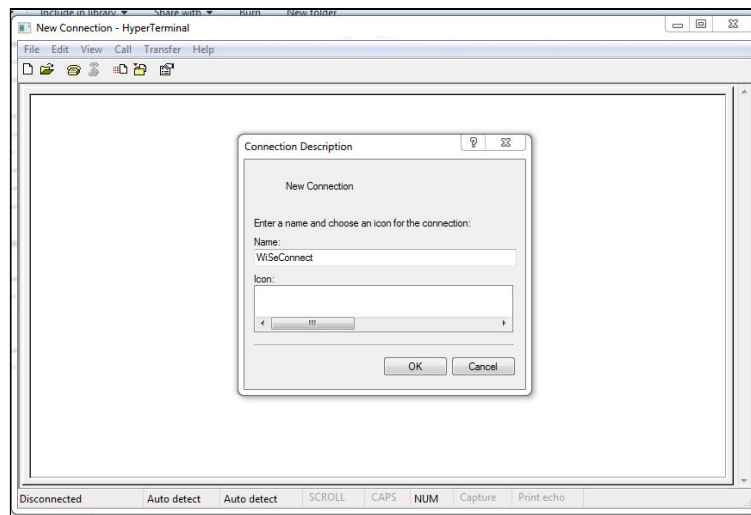 Include in library Share with Burn New folder
New Connection - HyperTerminal
File Edit View Call Transfer Help
Connection Description
New Connection
Enter a name and choose an icon for the connection:
Name:
WiSeConnect
Icon:
OK Cancel
Disconnected Auto detect Auto detect SCROLL CAPS NUM Capture Print echo